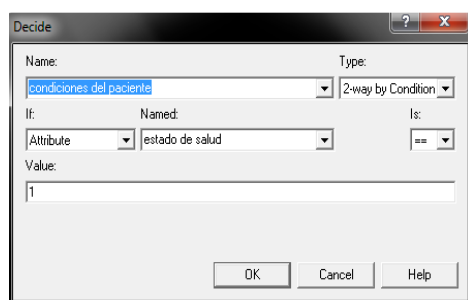 Decide
Name: Type:
condiciones del paciente 2-way by Condition
If: Named: Is:
Attribute estado de salud ==
Value:
1
OK Cancel Help